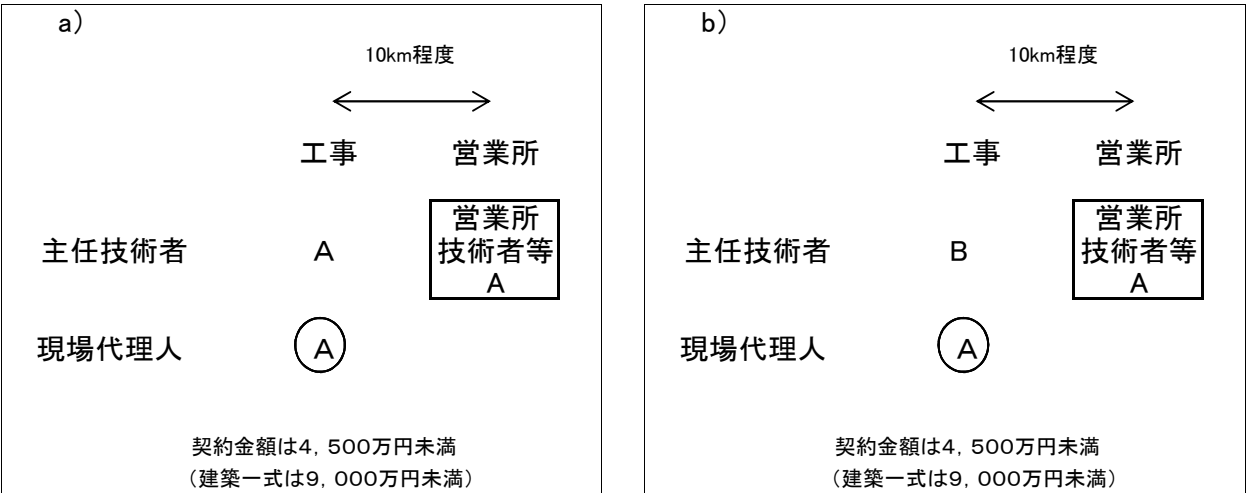 a）
10km程度
工事 営業所
主任技術者 A 営業所
技術者等
A
現場代理人 A
契約金額は4，500万円未満
（建築一式は9，000万円未満）
b）
10km程度
工事 営業所
主任技術者 B 営業所
技術者等
A
現場代理人 A
契約金額は4，500万円未満
（建築一式は9，000万円未満）